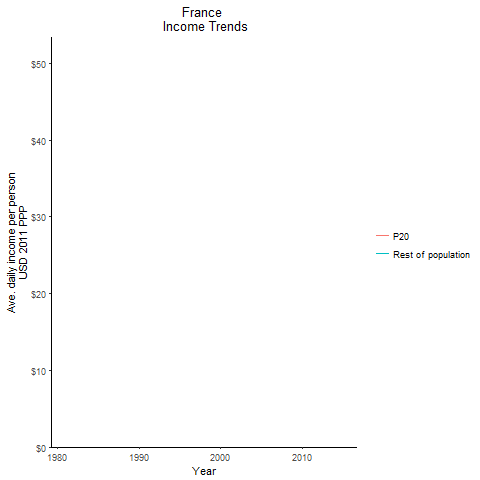 France
Income Trends
Ave. daily income per person
USD 2011 PPP
$50
$40
$30
$20
$10
$0
1980
1990
2000
2010
Year
P20
Rest of population